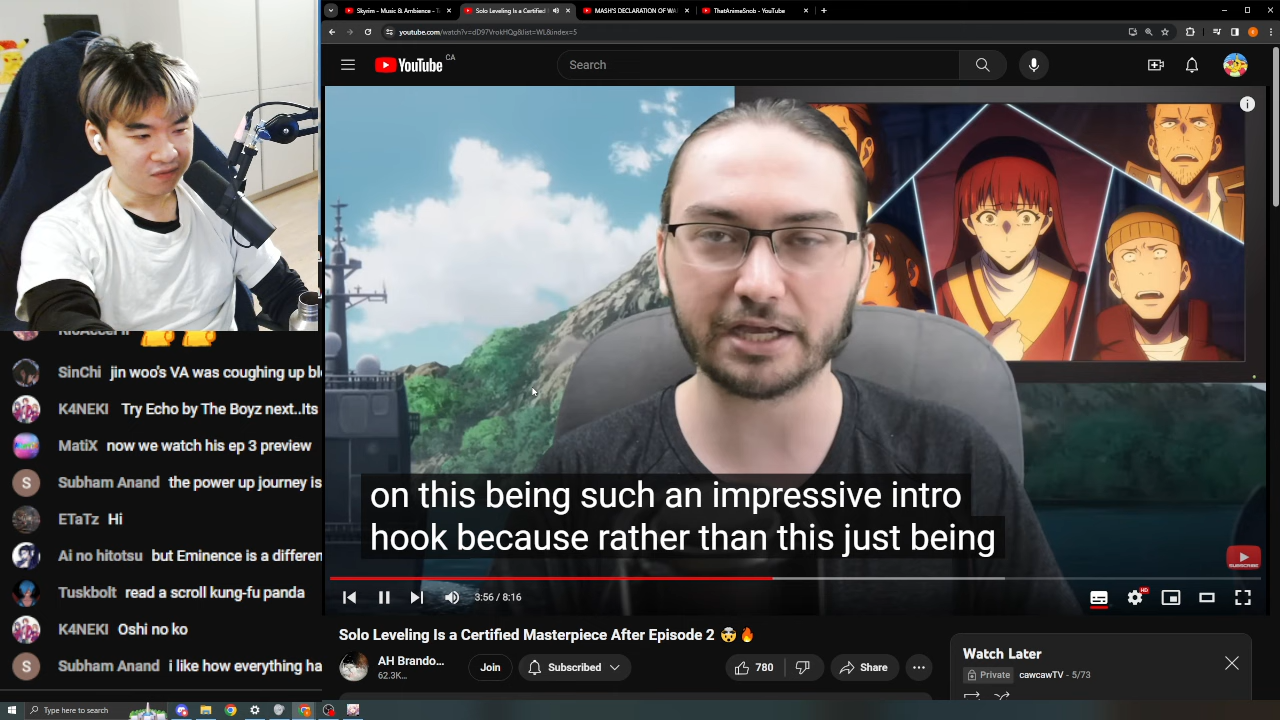 Skyrim - Music & Ambience - T
Solo Leveling Is a Certified
MASH'S DECLARATION OF WA
ThatAnimeSnob - YouTube
youtube.com/watch?v=dD97VrokHQg&list=WL&index=5
YouTube CA
Search
SinChi jin woo's VA was coughing up bl
K4NEKI Try Echo by The Boyz next..Its
MatiX now we watch his ep 3 preview
S Subham Anand the power up journey is
ETaTz Hi
Ai no hitotsu but Eminence is a differen
Tuskbolt read a scroll kung-fu panda
K4NEKI Oshi no ko
S Subham Anand i like how everything ha
on this being such an impressive intro
hook because rather than this just being
SUBSCRIBE
3:56 / 8:16
HD
Solo Leveling Is a Certified Masterpiece After Episode 2 🤯🔥
AH Brando...
62.3K...
Join
Subscribed
780
Share
Watch Later
Private cawcawTV - 5/73
Type here to search